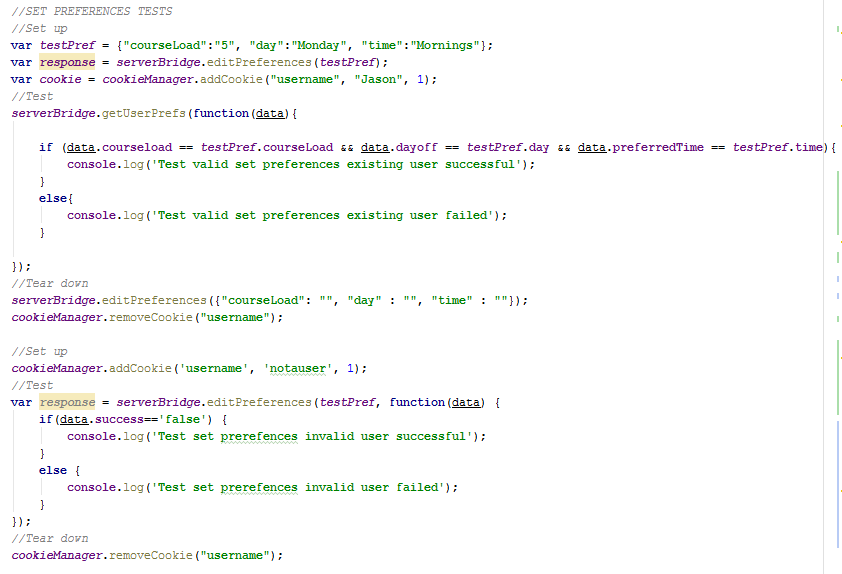 //SET PREFERENCES TESTS
//Set up
var testPref = {"courseLoad":"5", "day":"Monday", "time":"Mornings"};
var response = serverBridge.editPreferences(testPref);
var cookie = cookieManager.addCookie("username", "Jason", 1);
//Test
serverBridge.getUserPrefs(function(data){
if (data.courseload == testPref.courseLoad && data.dayoff == testPref.day && data.preferredTime == testPref.time){
console.log('Test valid set preferences existing user successful');
}
else{
console.log('Test valid set preferences existing user failed');
}
});
//Tear down
serverBridge.editPreferences({"courseLoad": "", "day" : "", "time" : ""});
cookieManager.removeCookie("username");
//Set up
cookieManager.addCookie('username', 'notauser', 1);
//Test
var response = serverBridge.editPreferences(testPref, function(data) {
if(data.success=='false') {
console.log('Test set prerefences invalid user successful');
}
else {
console.log('Test set prerefences invalid user failed');
}
});
//Tear down
cookieManager.removeCookie("username");